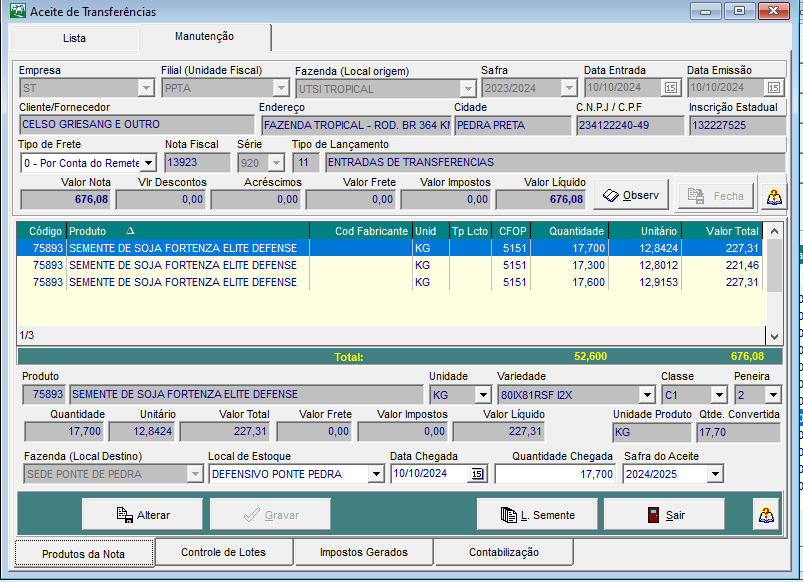 Aceite de Transferências
Lista
Manutenção
Empresa
Filial (Unidade Fiscal)
Fazenda (Local origem)
Safra
Data Entrada
Data Emissão
ST
PPTA
UTSI TROPICAL
2023/2024
10/10/2024
15
10/10/2024
15
Cliente/Fornecedor
Endereço
Cidade
C.N.P.J / C.P.F
Inscrição Estadual
CELSO GRIESANG E OUTRO
FAZENDA TROPICAL - ROD. BR 364 KM
PEDRA PRETA
234122240-49
132227525
Tipo de Frete
Nota Fiscal
Série
Tipo de Lançamento
0 - Por Conta do Remete
13923
920
11
ENTRADAS DE TRANSFERENCIAS
Valor Nota
Vlr Descontos
Acréscimos
Valor Frete
Valor Impostos
Valor Líquido
676,08
0,00
0,00
0,00
0,00
676,08
Observ
Fecha
Código Produto Cod Fabricante Unid Tp Lcto CFOP Quantidade Unitário Valor Total
75893 SEMENTE DE SOJA FORTENZA ELITE DEFENSE KG 5151 17,700 12,8424 227,31
75893 SEMENTE DE SOJA FORTENZA ELITE DEFENSE KG 5151 17,300 12,8012 221,46
75893 SEMENTE DE SOJA FORTENZA ELITE DEFENSE KG 5151 17,600 12,9153 227,31
1/3
Total: 52,600 676,08
Produto
Unidade
Variedade
Classe
Peneira
75893
SEMENTE DE SOJA FORTENZA ELITE DEFENSE
KG
80IX81RSF I2X
C1
2
Quantidade
Unitário
Valor Total
Valor Frete
Valor Impostos
Valor Líquido
Unidade Produto
Qtde. Convertida
17,700
12,8424
227,31
0,00
0,00
227,31
KG
17,70
Fazenda (Local Destino)
Local de Estoque
Data Chegada
Quantidade Chegada
Safra do Aceite
SEDE PONTE DE PEDRA
DEFENSIVO PONTE PEDRA
10/10/2024
15
17,700
2024/2025
Alterar
Gravar
L. Semente
Sair
Produtos da Nota
Controle de Lotes
Impostos Gerados
Contabilização